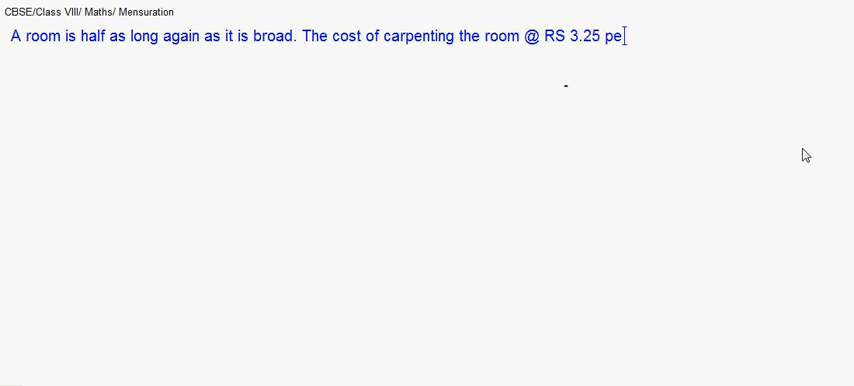 CBSE/Class VIII/ Maths/ Mensuration
A room is half as long again as it is broad. The cost of carpenting the room @ RS 3.25 pe